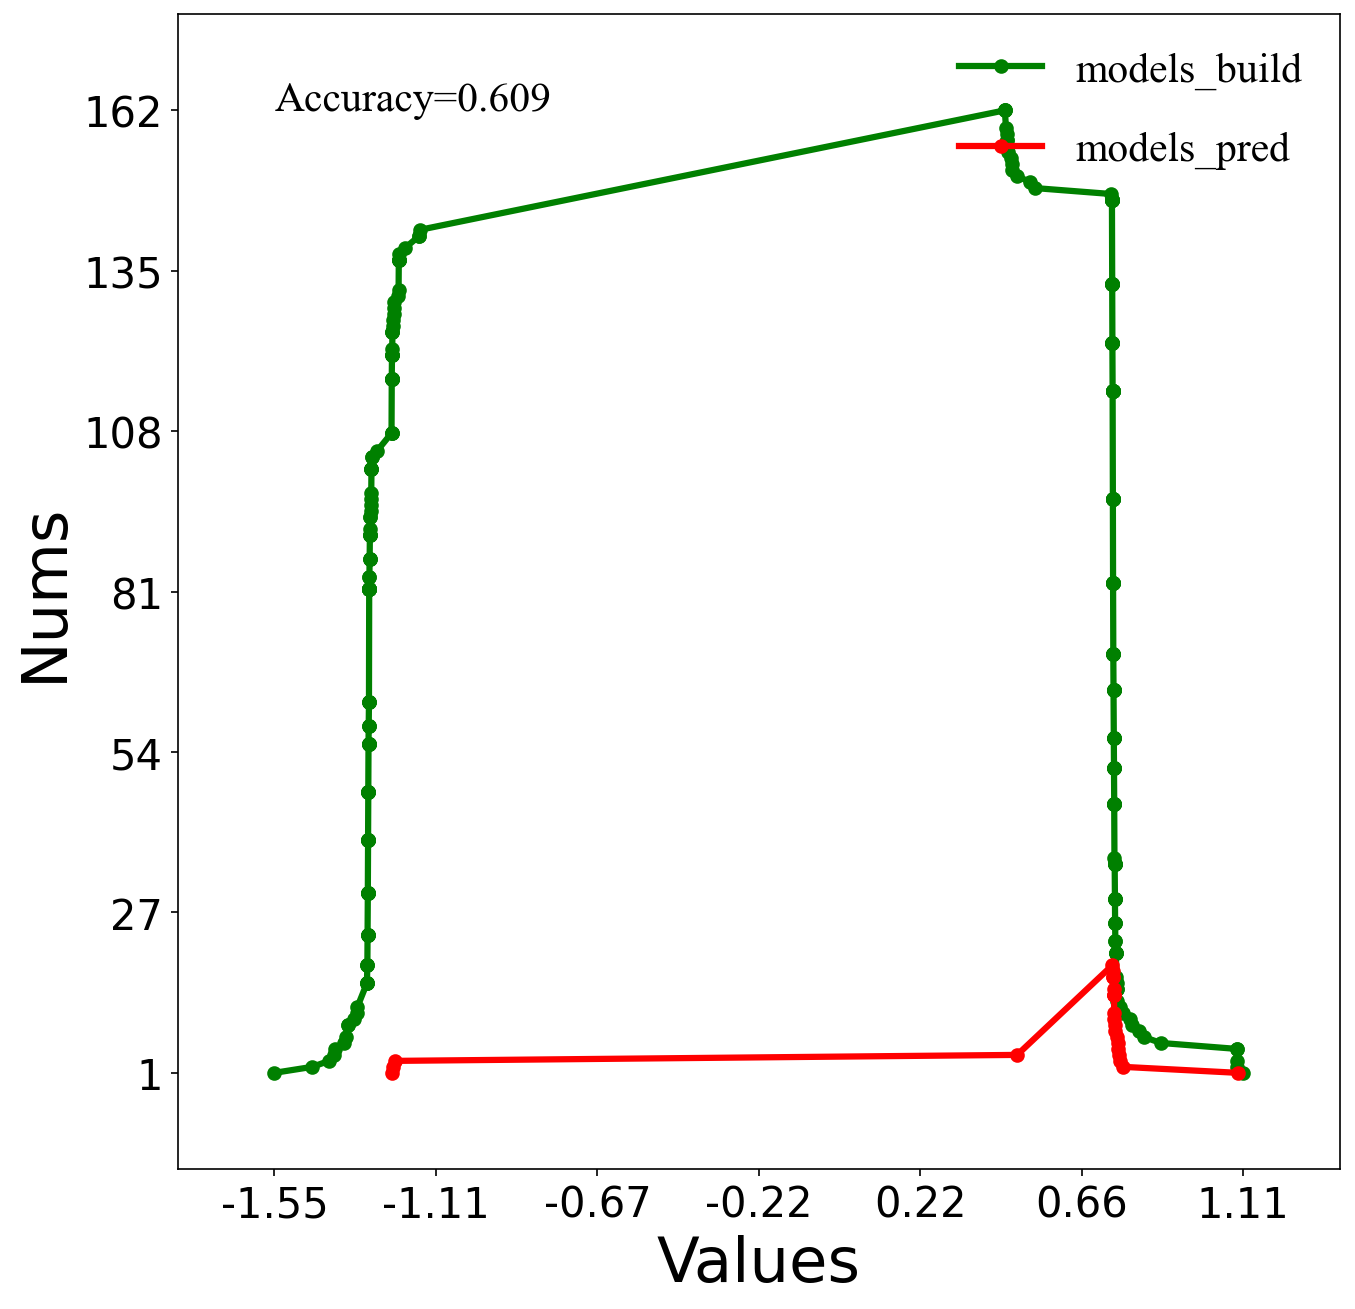 models_build
Accuracy=0.609
models_pred
162
135
108
81
54
27
1
Nums
-1.55 -1.11 -0.67 -0.22 0.22 0.66 1.11
Values